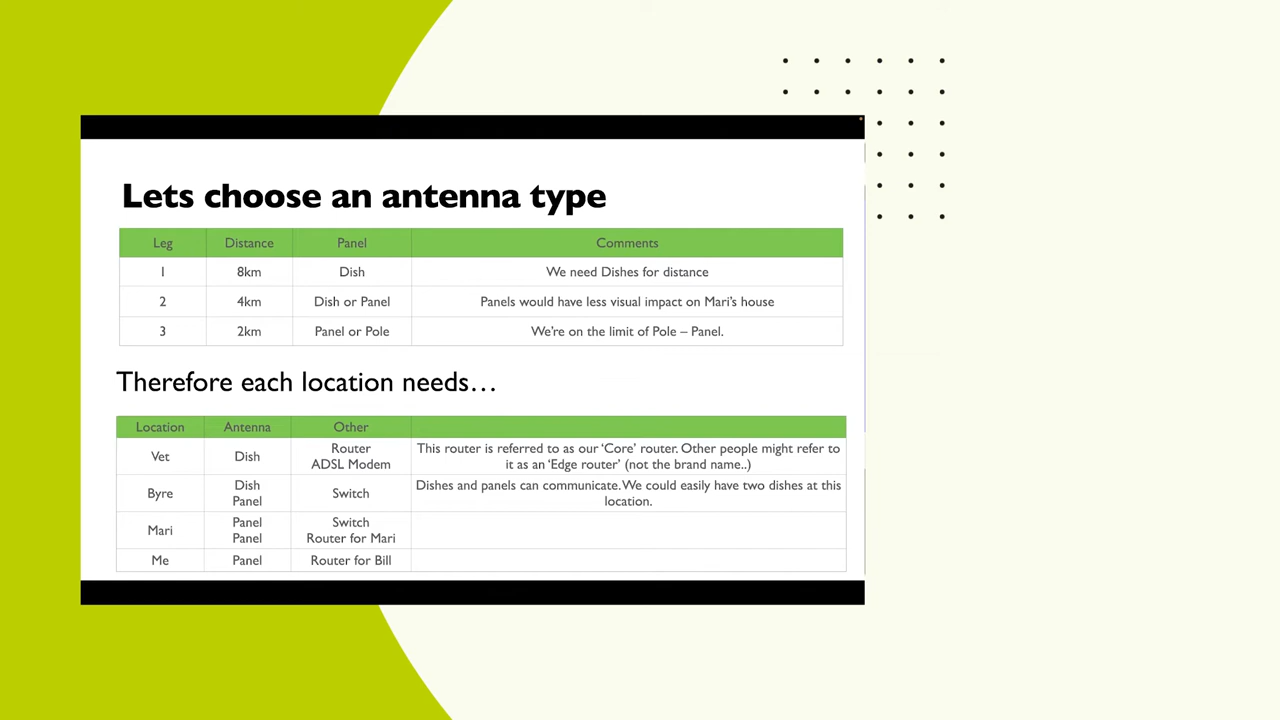 Lets choose an antenna type
Leg Distance Panel Comments
1 8km Dish We need Dishes for distance
2 4km Dish or Panel Panels would have less visual impact on Mari's house
3 2km Panel or Pole We're on the limit of Pole – Panel.
Therefore each location needs…
Location Antenna Other
Vet Dish Router
ADSL Modem This router is referred to as our 'Core' router. Other people might refer to
it as an 'Edge router' (not the brand name..)
Byre Dish
Panel Switch Dishes and panels can communicate. We could easily have two dishes at this
location.
Mari Panel
Panel Switch
Router for Mari
Me Panel Router for Bill